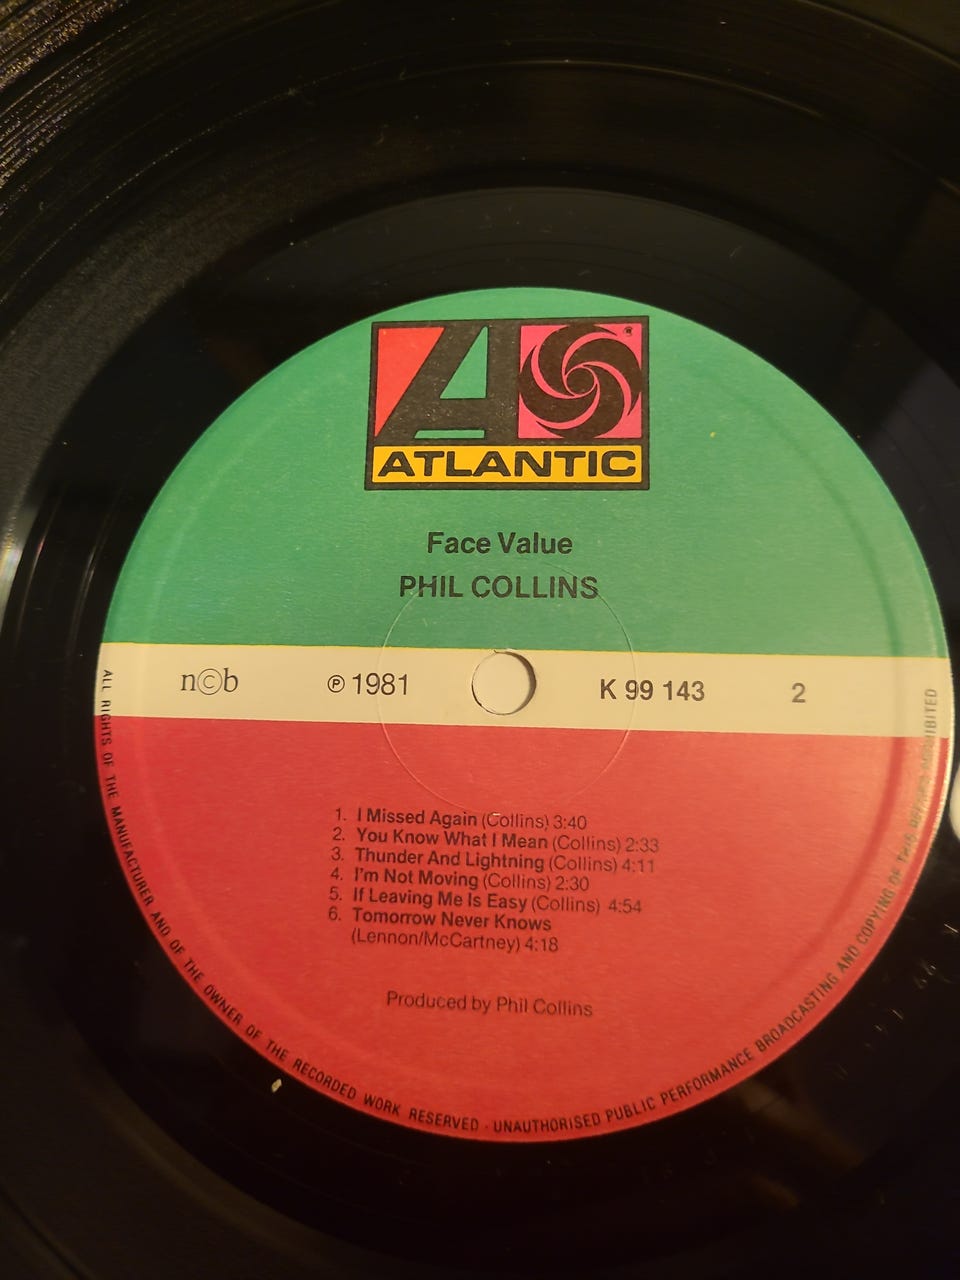 ATLANTIC
Face Value
PHIL COLLINS
n©b ℗ 1981 K 99 143 2
1. I Missed Again (Collins) 3:40
2. You Know What I Mean (Collins) 2:33
3. Thunder And Lightning (Collins) 4:11
4. I'm Not Moving (Collins) 2:30
5. If Leaving Me Is Easy (Collins) 4:54
6. Tomorrow Never Knows
(Lennon/McCartney) 4:18
Produced by Phil Collins
ALL RIGHTS OF THE MANUFACTURER AND OF THE OWNER OF THE RECORDED WORK RESERVED · UNAUTHORISED PUBLIC PERFORMANCE BROADCASTING AND COPYING OF THIS RECORD PROHIBITED